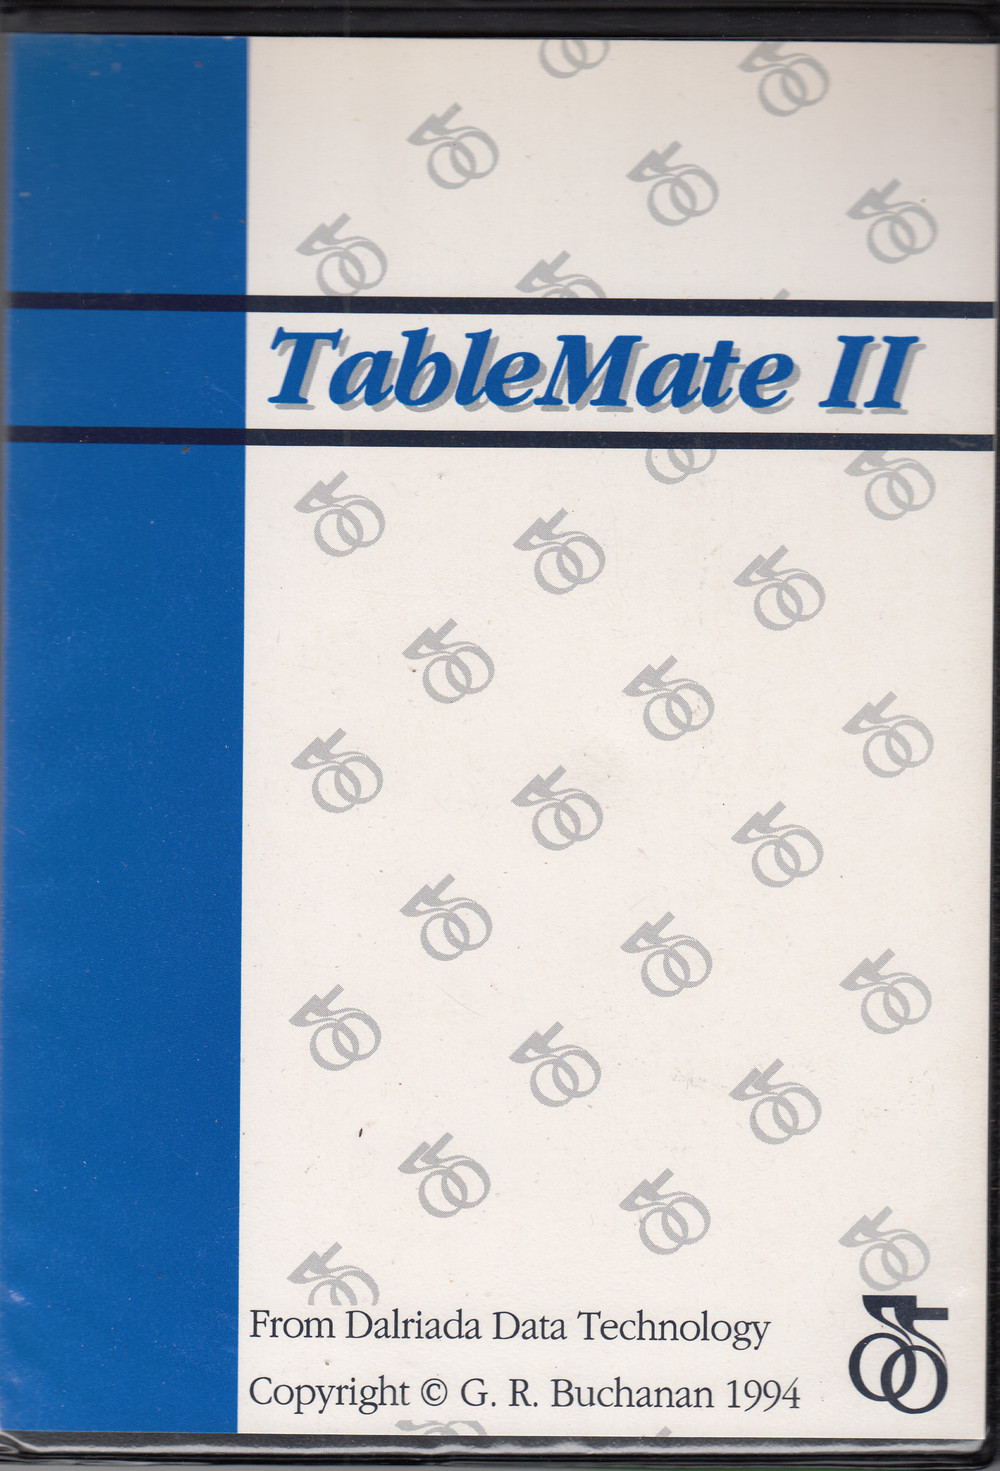 TableMate II
From Dalriada Data Technology
Copyright © G. R. Buchanan 1994